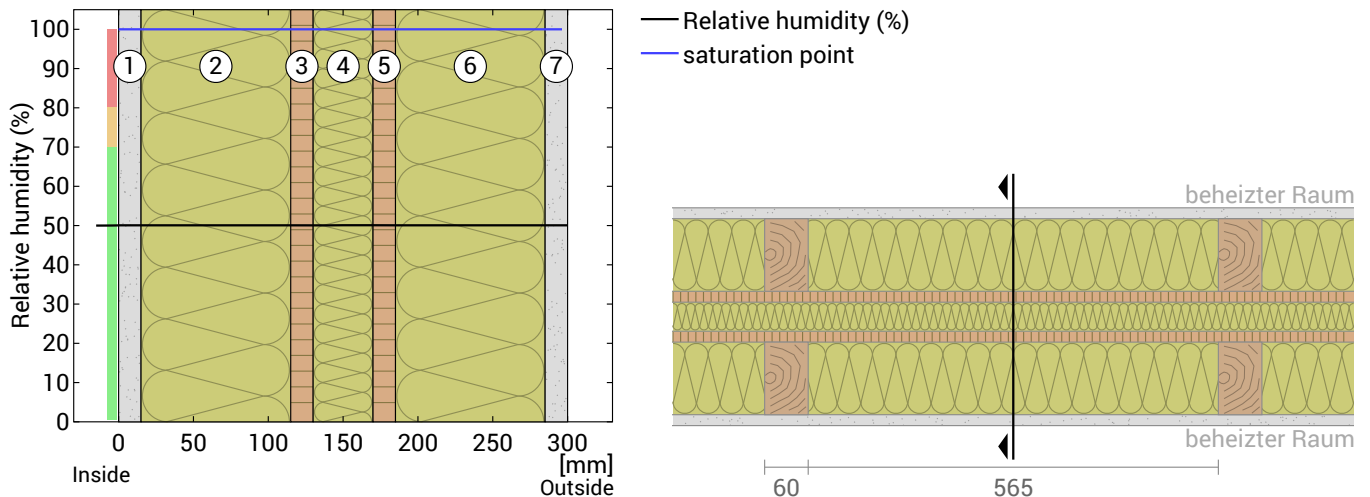 Relative humidity (%)
saturation point
Relative humidity (%)
100
90
80
70
60
50
40
30
20
10
0
1 2 3 4 5 6 7
0 50 100 150 200 250 300
[mm]
Inside
Outside
beheizter Raum
beheizter Raum
60 565